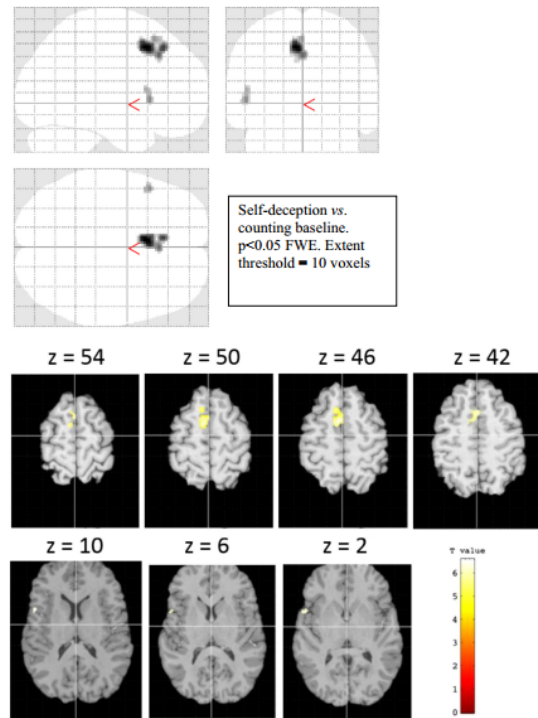 Self-deception vs.
counting baseline.
p<0.05 FWE. Extent
threshold = 10 voxels
z = 54 z = 50 z = 46 z = 42
z = 10 z = 6 z = 2
T value
6
5
4
3
2
1
0